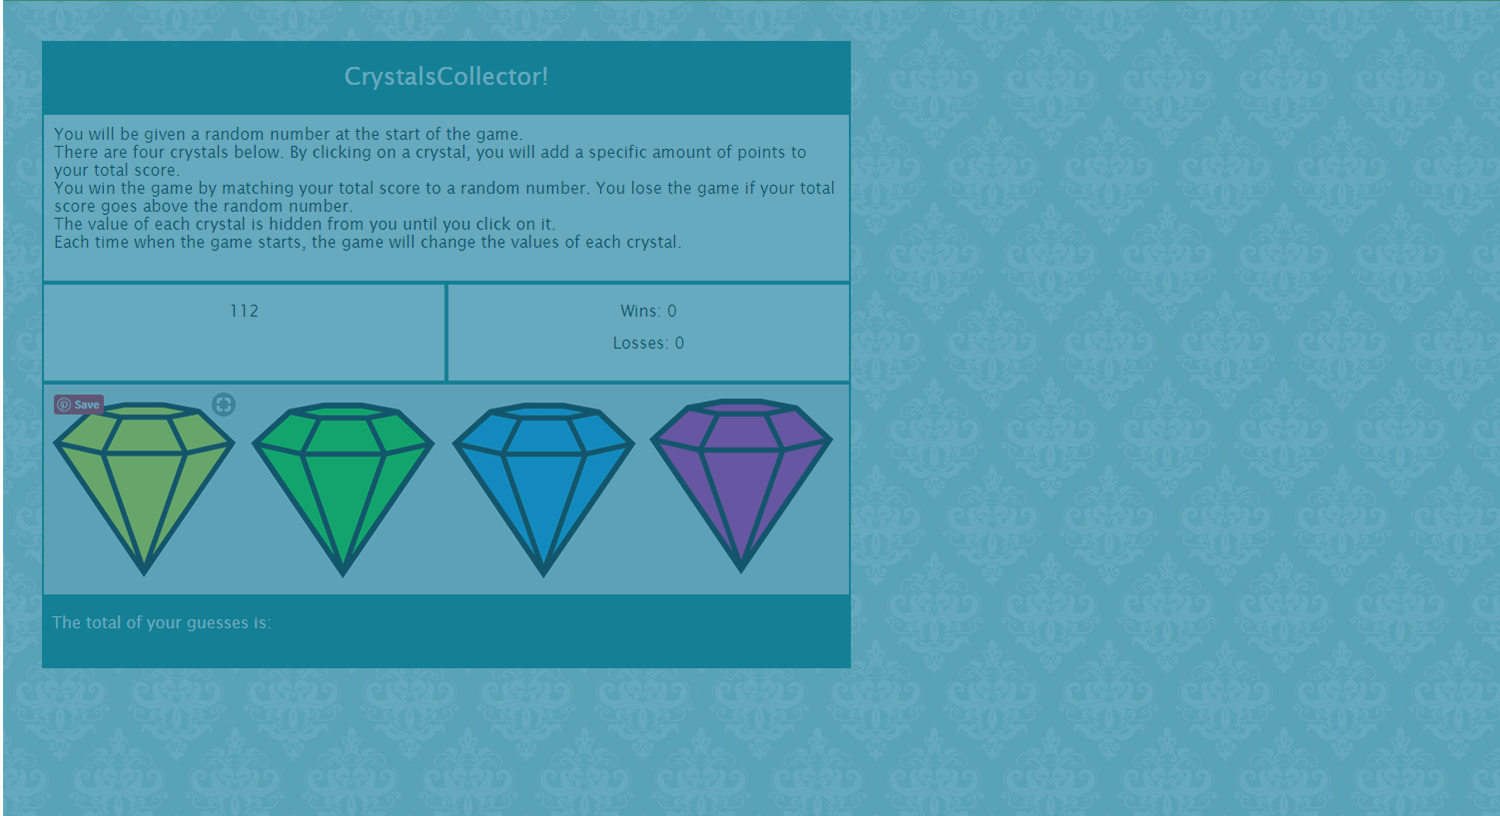 CrystalsCollector!
You will be given a random number at the start of the game.
There are four crystals below. By clicking on a crystal, you will add a specific amount of points to
your total score.
You win the game by matching your total score to a random number. You lose the game if your total
score goes above the random number.
The value of each crystal is hidden from you until you click on it.
Each time when the game starts, the game will change the values of each crystal.
112
Wins: 0
Losses: 0
Save
The total of your guesses is: